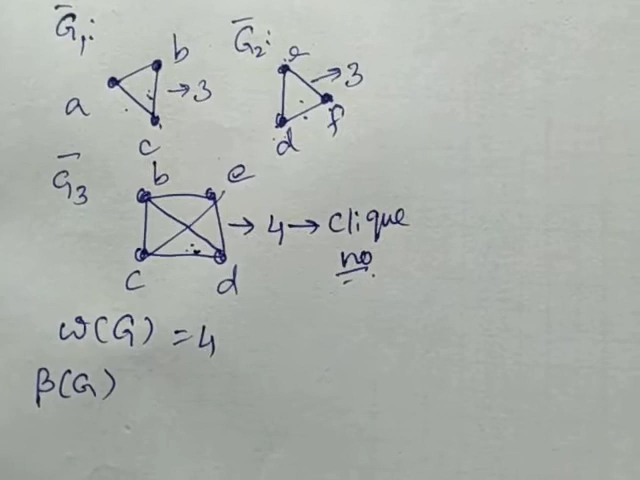 G̅₁: G̅₂:
b e
a → 3 → 3
c d f
G̅₃ b e
→ 4 → clique
no
c d
ω(G) = 4
β(G)